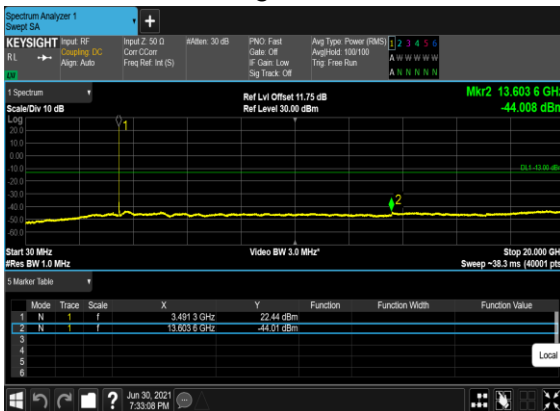 Spectrum Analyzer 1
Swept SA
KEYSIGHT Input: RF Input Z: 50 Ω #Atten: 30 dB PNO: Fast Avg Type: Power (RMS) 1 2 3 4 5 6
RL Coupling: DC Corr CCorr Gate: Off Avg|Hold: 100/100 A W W W W W
Align: Auto Freq Ref: Int (S) IF Gain: Low Trig: Free Run
Sig Track: Off A N N N N N
LV
1 Spectrum Ref Lvl Offset 11.75 dB Mkr2 13.603 6 GHz
Scale/Div 10 dB Ref Level 30.00 dBm -44.008 dBm
Log
20.0 1
10.0
0.00
-10.0 DL1 -13.00 dBm
-20.0
-30.0
-40.0 2
-50.0
-60.0
Start 30 MHz Video BW 3.0 MHz* Stop 20.000 GH
#Res BW 1.0 MHz Sweep ~38.3 ms (40001 pts
5 Marker Table
Mode Trace Scale X Y Function Function Width Function Value
1 N 1 f 3.491 3 GHz 22.44 dBm
2 N 1 f 13.603 6 GHz -44.01 dBm
3
4
5
6
Local
? Jun 30, 2021
7:33:08 PM